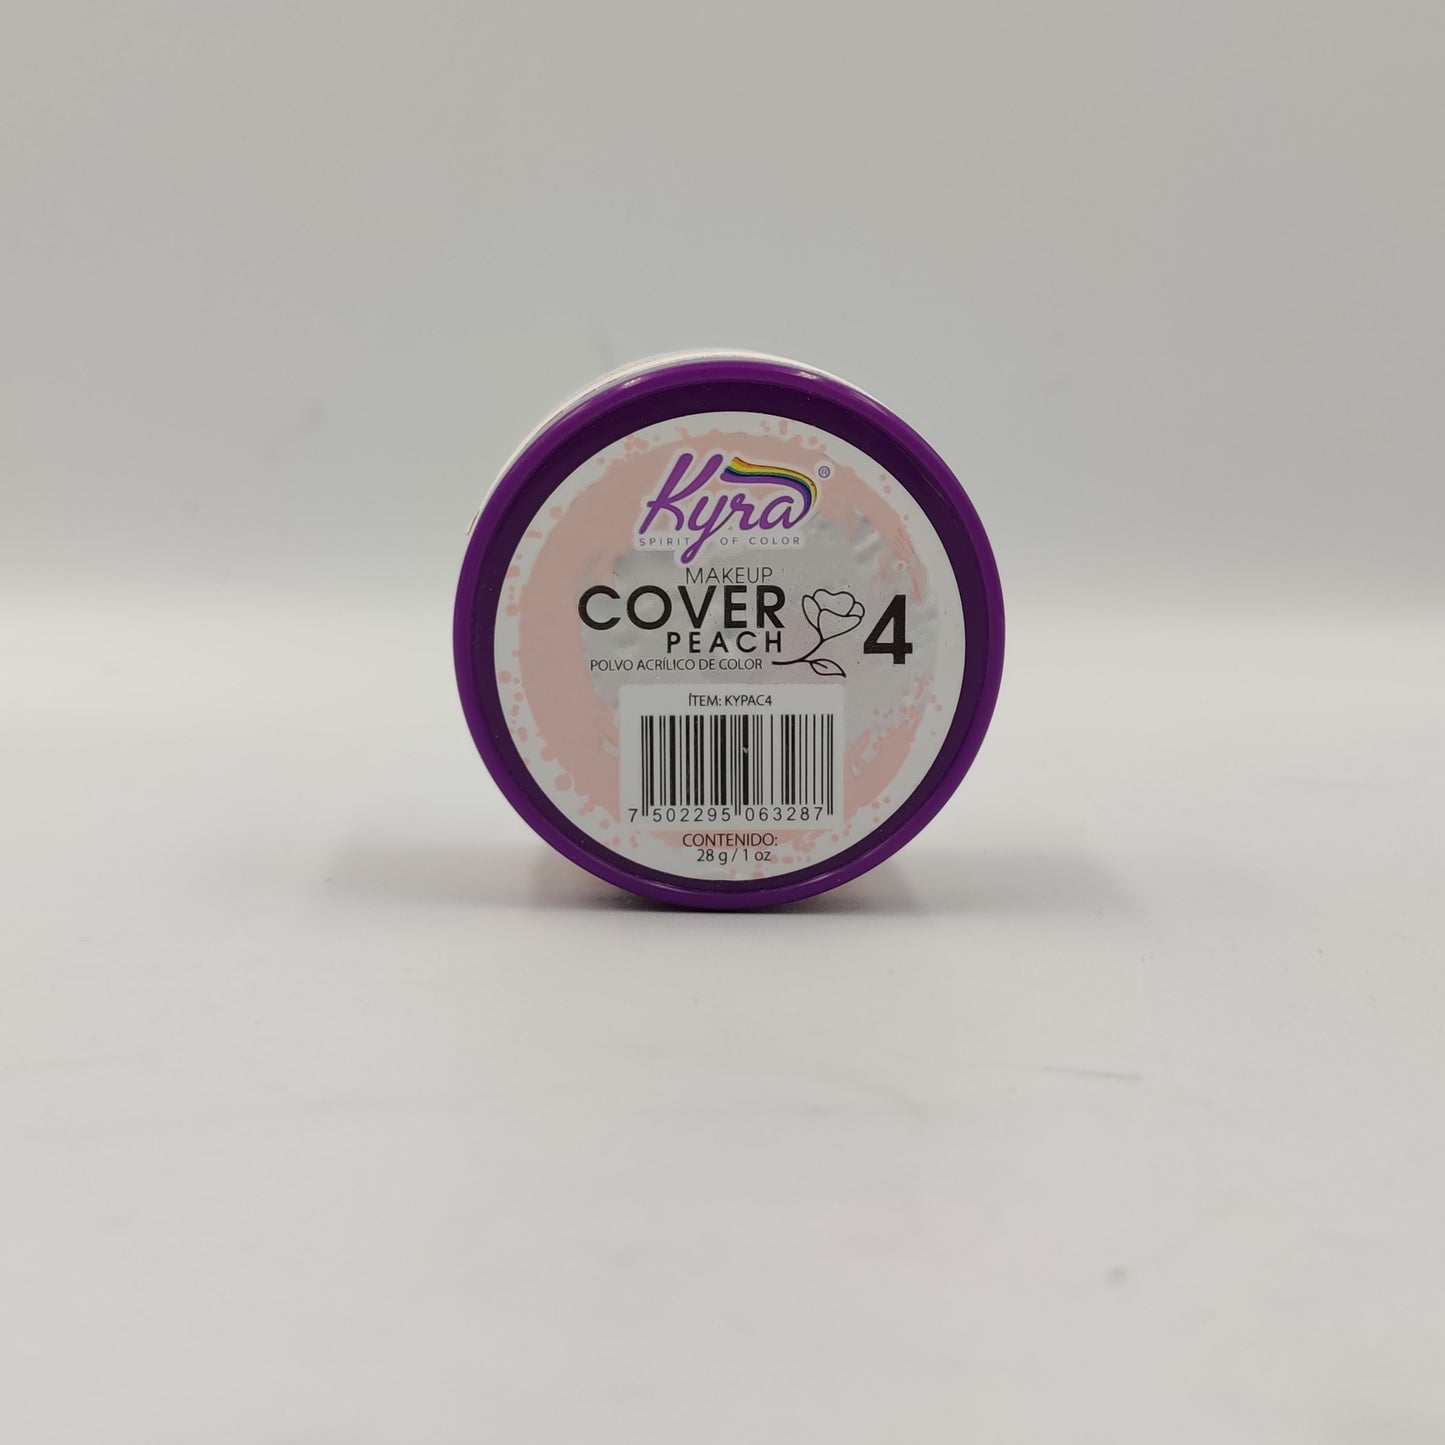 Kyra®
SPIRIT OF COLOR
MAKEUP
COVER
PEACH
4
POLVO ACRÍLICO DE COLOR
ÍTEM: KYPAC4
7 502295 063287
CONTENIDO:
28 g / 1 oz